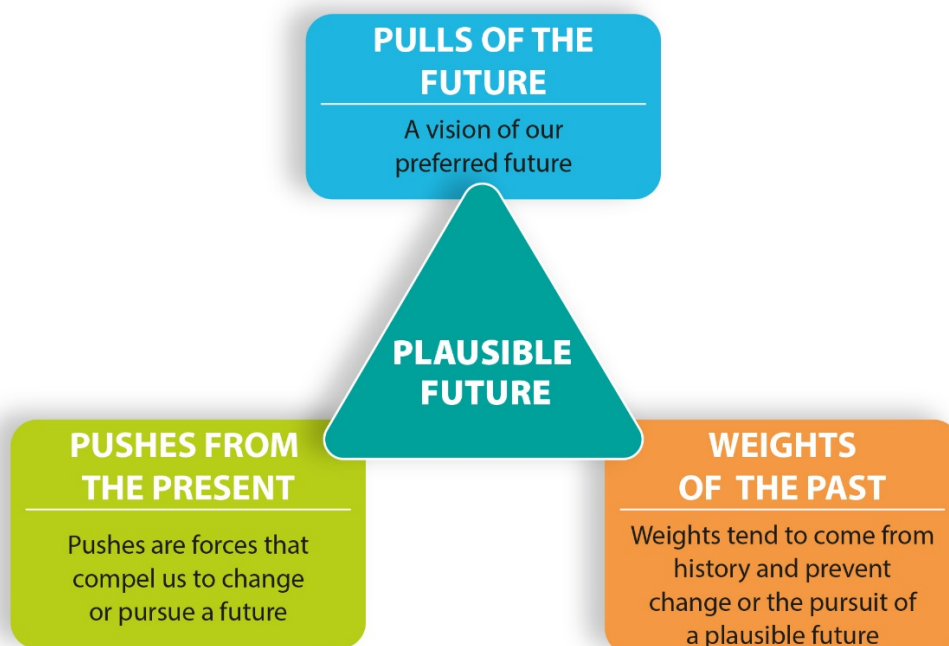 PULLS OF THE
FUTURE
A vision of our
preferred future
PLAUSIBLE
FUTURE
PUSHES FROM
THE PRESENT
Pushes are forces that
compel us to change
or pursue a future
WEIGHTS
OF THE PAST
Weights tend to come from
history and prevent
change or the pursuit of
a plausible future